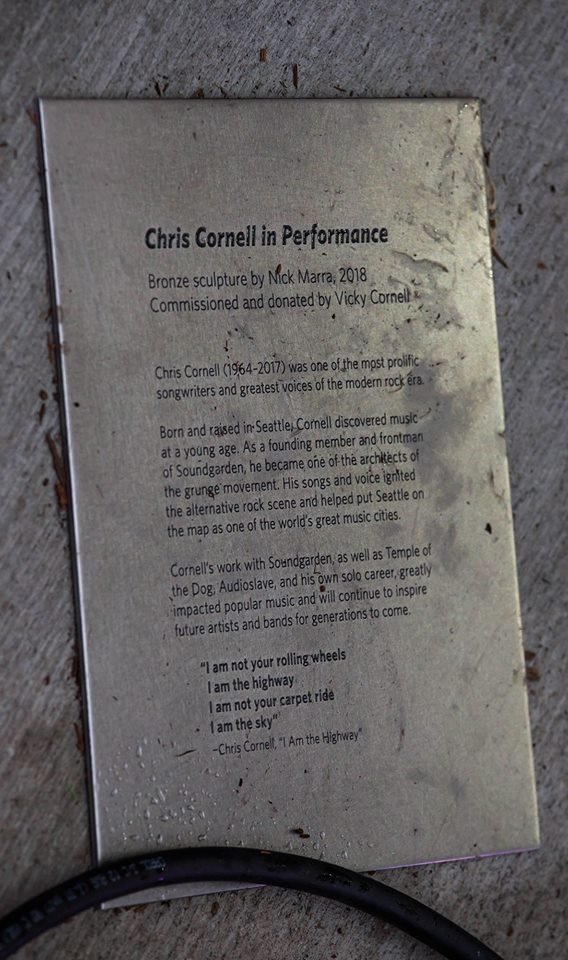 Chris Cornell in Performance
Bronze sculpture by Nick Marra, 2018
Commissioned and donated by Vicky Cornell
Chris Cornell (1964-2017) was one of the most prolific
songwriters and greatest voices of the modern rock era.
Born and raised in Seattle, Cornell discovered music
at a young age. As a founding member and frontman
of Soundgarden, he became one of the architects of
the grunge movement. His songs and voice ignited
the alternative rock scene and helped put Seattle on
the map as one of the world's great music cities.
Cornell's work with Soundgarden, as well as Temple of
the Dog, Audioslave, and his own solo career, greatly
impacted popular music and will continue to inspire
future artists and bands for generations to come.
"I am not your rolling wheels
I am the highway
I am not your carpet ride
I am the sky"
–Chris Cornell, "I Am the Highway"